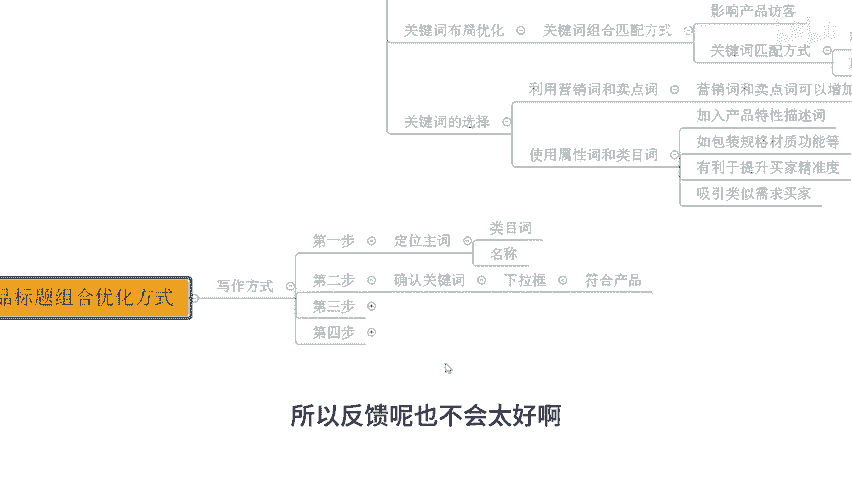 影响产品访客
关键词布局优化
关键词组合匹配方式
关键词匹配方式
利用营销词和卖点词
营销词和卖点词可以增加
关键词的选择
加入产品特性描述词
如包装规格材质功能等
使用属性词和类目词
有利于提升买家精准度
吸引类似需求买家
类目词
第一步
定位主词
名称
写作方式
第二步
确认关键词
下拉框
符合产品
品标题组合优化方式
第三步
第四步
所以反馈呢也不会太好啊